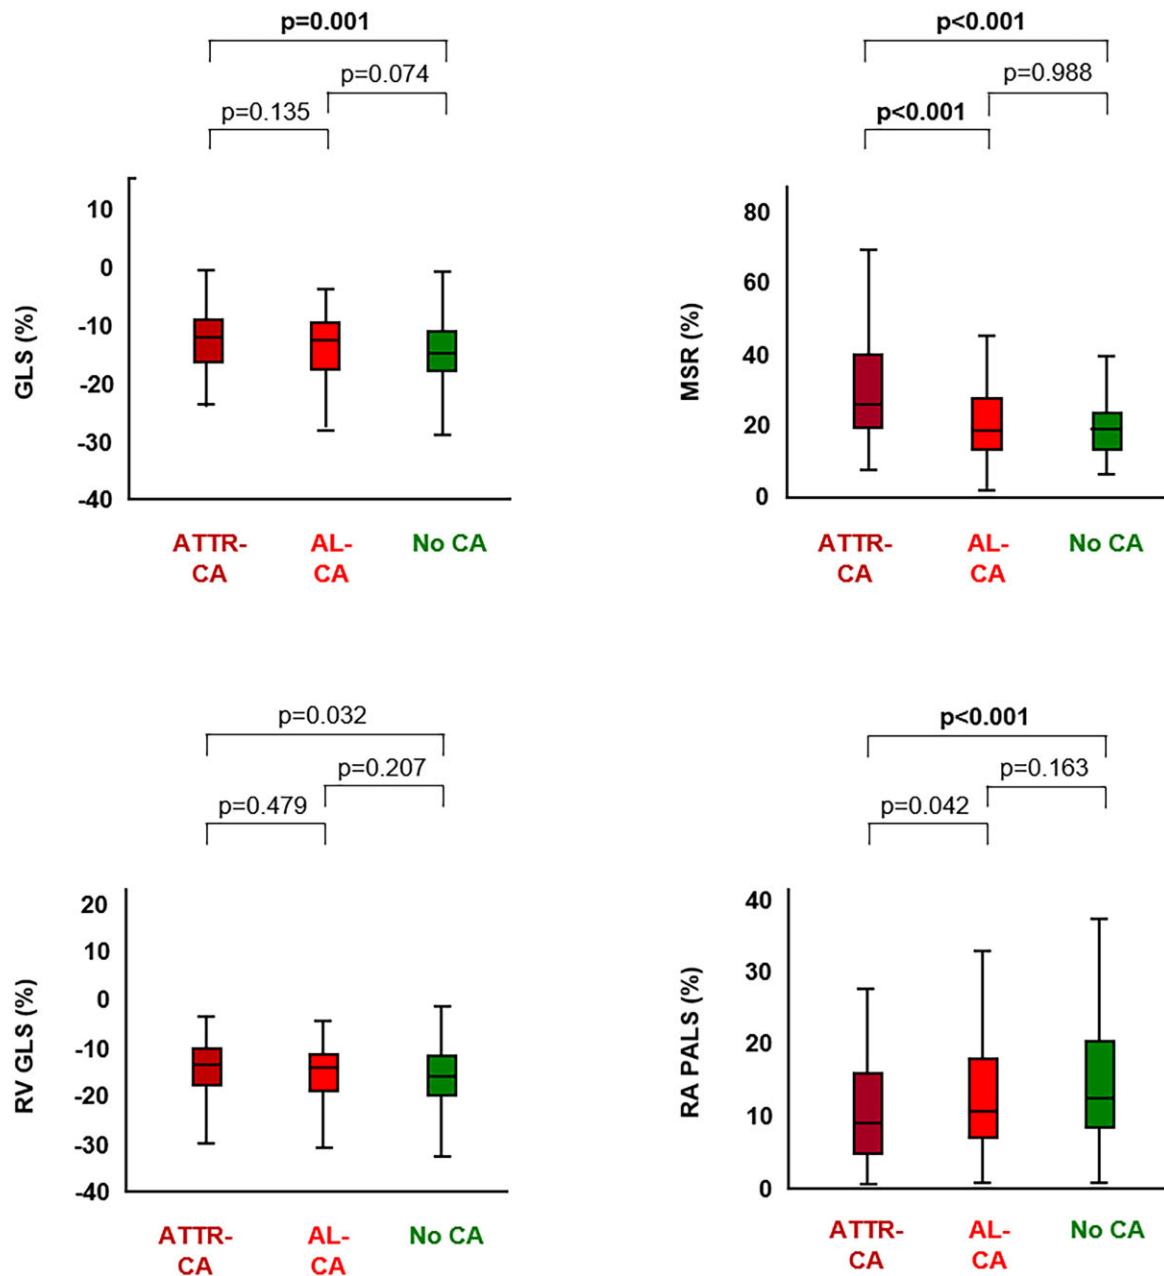 p=0.001
p=0.074
p=0.135
GLS (%)
10
0
-10
-20
-30
-40
ATTR-
CA
AL-
CA
No CA
p<0.001
p=0.988
p<0.001
MSR (%)
80
60
40
20
0
ATTR-
CA
AL-
CA
No CA
p=0.032
p=0.207
p=0.479
RV GLS (%)
20
10
0
-10
-20
-30
-40
ATTR-
CA
AL-
CA
No CA
p<0.001
p=0.163
p=0.042
RA PALS (%)
40
30
20
10
0
ATTR-
CA
AL-
CA
No CA